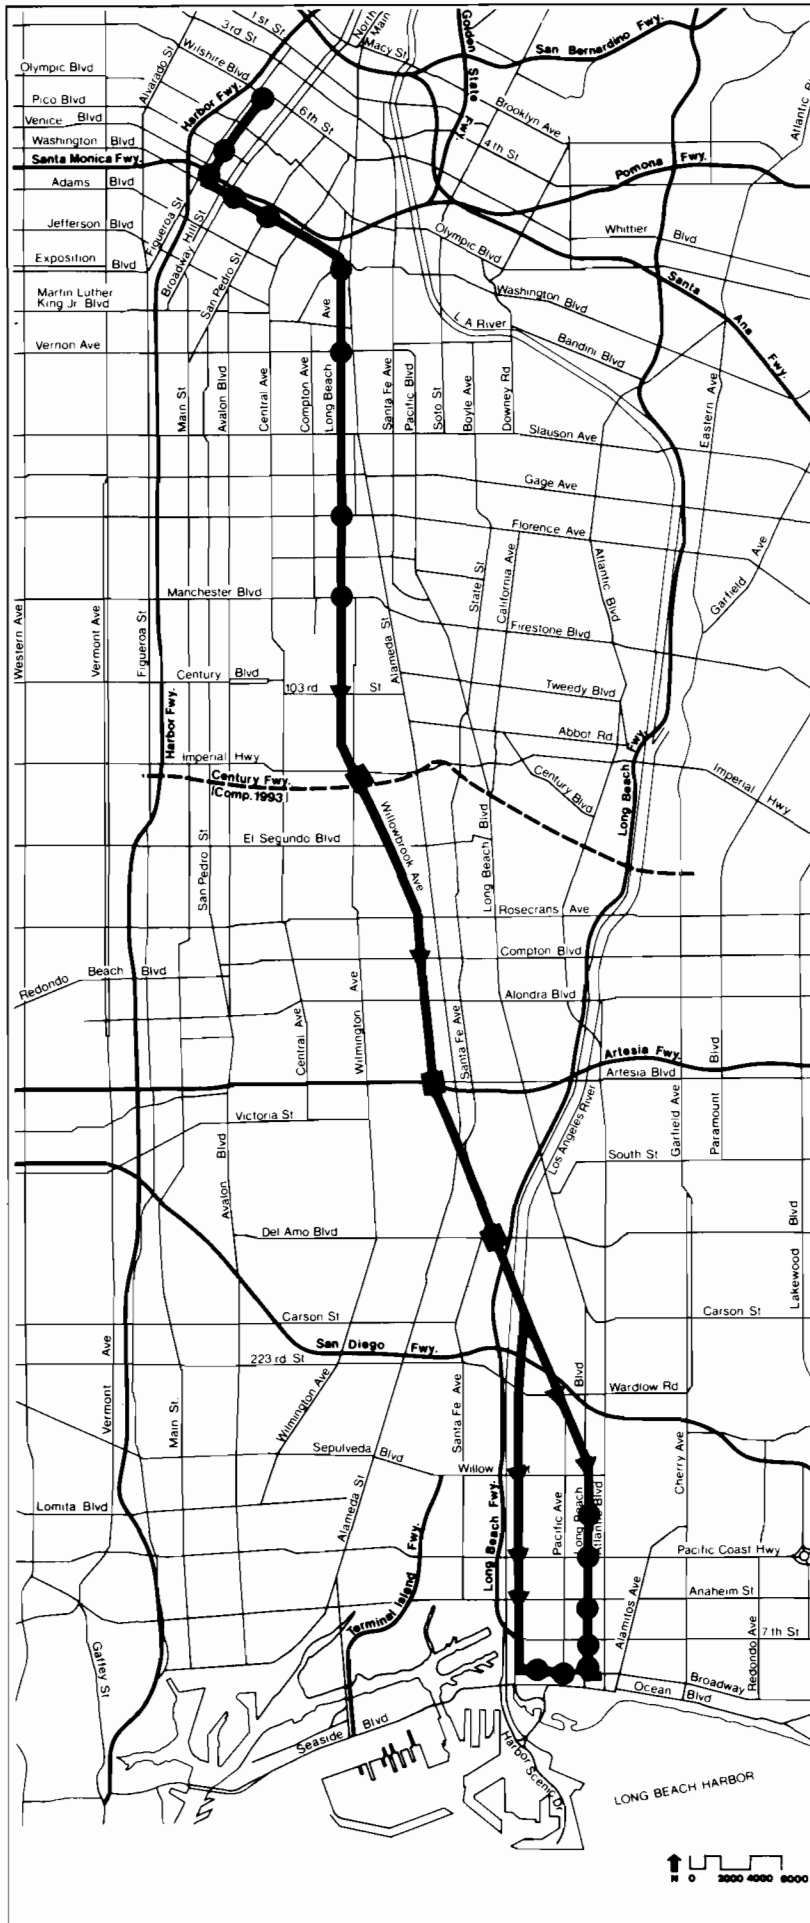 1st St
3rd St
North
Main
Macy St
Golden
State
Fwy.
San Bernardino Fwy.
Olympic Blvd
Alvarado St
Wilshire Blvd
Harbor Fwy.
Pico Blvd
Venice Blvd
6th St
Brooklyn Ave
Washington Blvd
4th St
Santa Monica Fwy.
Pomona Fwy.
Adams Blvd
Jefferson Blvd
Figueroa St
Broadway
Hill St
Olympic Blvd
Whittier Blvd
Exposition Blvd
San Pedro St
Santa Ana Fwy.
Martin Luther
King Jr Blvd
Washington Blvd
L A River
Bandini Blvd
Vernon Ave
Main St
Avalon Blvd
Central Ave
Compton Ave
Long Beach Ave
Santa Fe Ave
Pacific Blvd
Soto St
Boyle Ave
Downey Rd
Eastern Ave
Slauson Ave
Gage Ave
Florence Ave
State St
California Ave
Atlantic Blvd
Garfield Ave
Western Ave
Vermont Ave
Figueroa St
Manchester Blvd
Alameda St
Firestone Blvd
Century Blvd
103 rd St
Tweedy Blvd
Harbor Fwy.
Abbot Rd
Imperial Hwy
Century Fwy.
(Comp. 1993)
Century Blvd
Long Beach Fwy.
Imperial Hwy
San Pedro St
El Segundo Blvd
Willowbrook Ave
Long Beach Blvd
Rosecrans Ave
Compton Blvd
Redondo Beach Blvd
Alondra Blvd
Central Ave
Wilmington Ave
Santa Fe Ave
Artesia Fwy.
Artesia Blvd
Victoria St
Los Angeles River
Garfield Ave
Paramount Blvd
South St
Avalon Blvd
Del Amo Blvd
Lakewood Blvd
Carson St
Carson St
San Diego Fwy.
223 rd St
Vermont Ave
Main St.
Wilmington Ave
Santa Fe Ave
Blvd
Wardlow Rd
Sepulveda Blvd
Willow
Cherry Ave
Lomita Blvd
Alameda St
Fwy.
Long Beach Fwy.
Pacific Ave
Long Beach
Atlantic Blvd
Pacific Coast Hwy
Anaheim St
Terminal Island
Alamitos Ave
7 th St
Redondo Ave
Gaffey St
Broadway
Ocean Blvd
Seaside Blvd
Harbor Scenic Dr
LONG BEACH HARBOR
N 0 2000 4000 8000